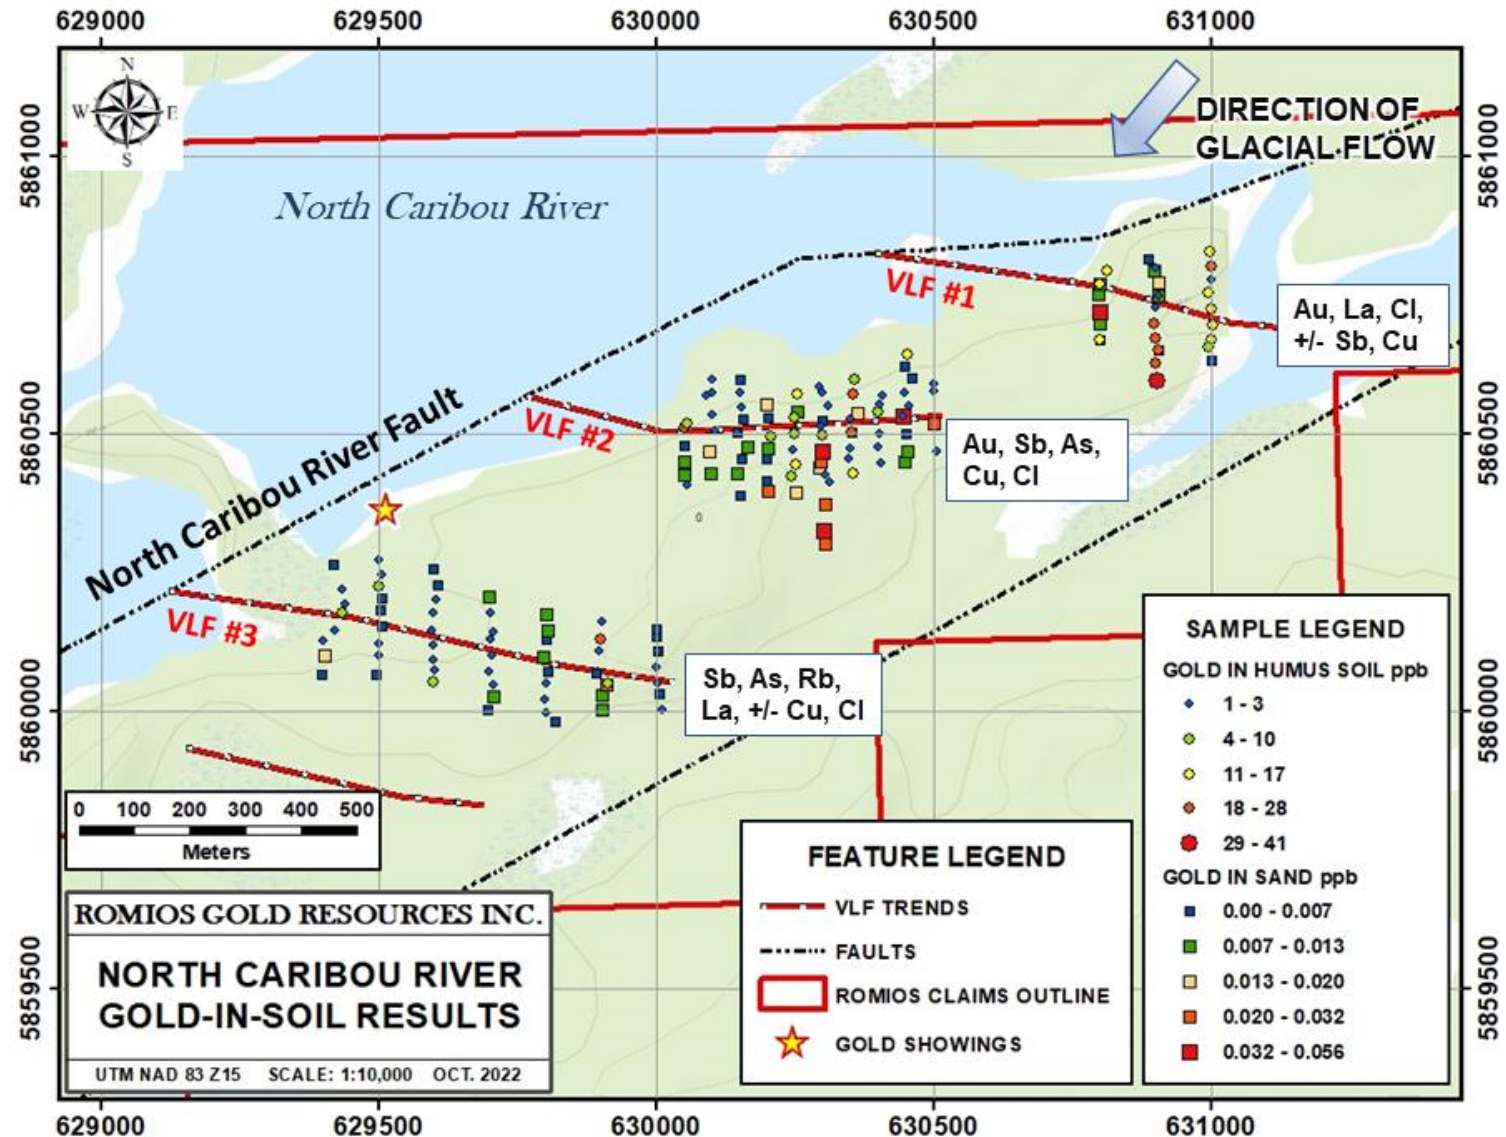 629000 629500 630000 630500 631000
N
W E
S
5861000
5860500
5860000
5859500
5861000
5860500
5860000
5859500
DIRECTION OF
GLACIAL FLOW
North Caribou River
VLF #1
Au, La, Cl,
+/- Sb, Cu
North Caribou River Fault
VLF #2
Au, Sb, As,
Cu, Cl
VLF #3
Sb, As, Rb,
La, +/- Cu, Cl
0 100 200 300 400 500
Meters
ROMIOS GOLD RESOURCES INC.
NORTH CARIBOU RIVER
GOLD-IN-SOIL RESULTS
UTM NAD 83 Z15 SCALE: 1:10,000 OCT. 2022
FEATURE LEGEND
VLF TRENDS
FAULTS
ROMIOS CLAIMS OUTLINE
GOLD SHOWINGS
SAMPLE LEGEND
GOLD IN HUMUS SOIL ppb
1 - 3
4 - 10
11 - 17
18 - 28
29 - 41
GOLD IN SAND ppb
0.00 - 0.007
0.007 - 0.013
0.013 - 0.020
0.020 - 0.032
0.032 - 0.056
629000 629500 630000 630500 631000